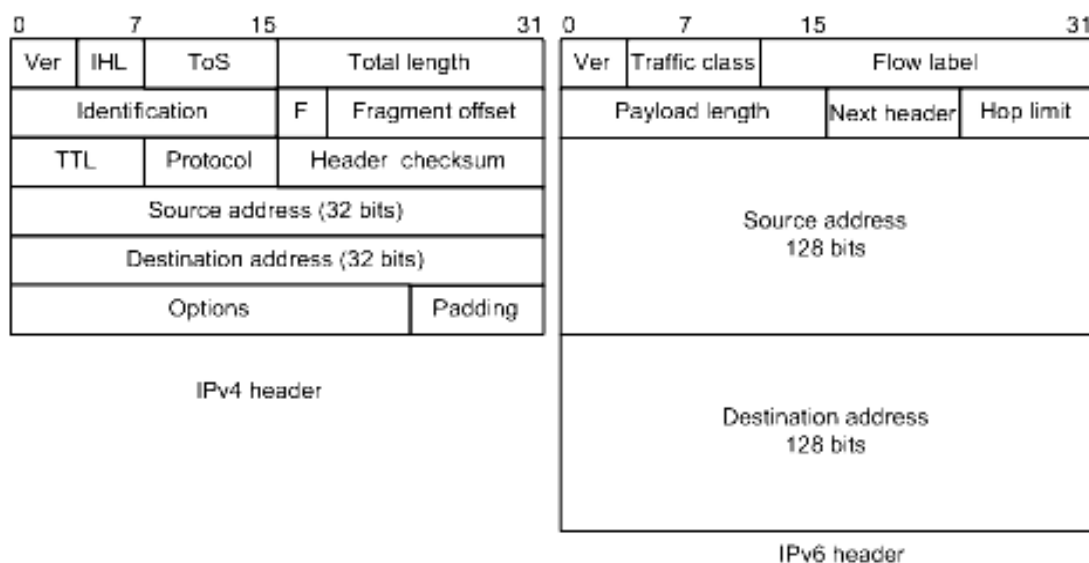 0 7 15 31
Ver IHL ToS Total length
Identification F Fragment offset
TTL Protocol Header checksum
Source address (32 bits)
Destination address (32 bits)
Options Padding
IPv4 header
0 7 15 31
Ver Traffic class Flow label
Payload length Next header Hop limit
Source address
128 bits
Destination address
128 bits
IPv6 header